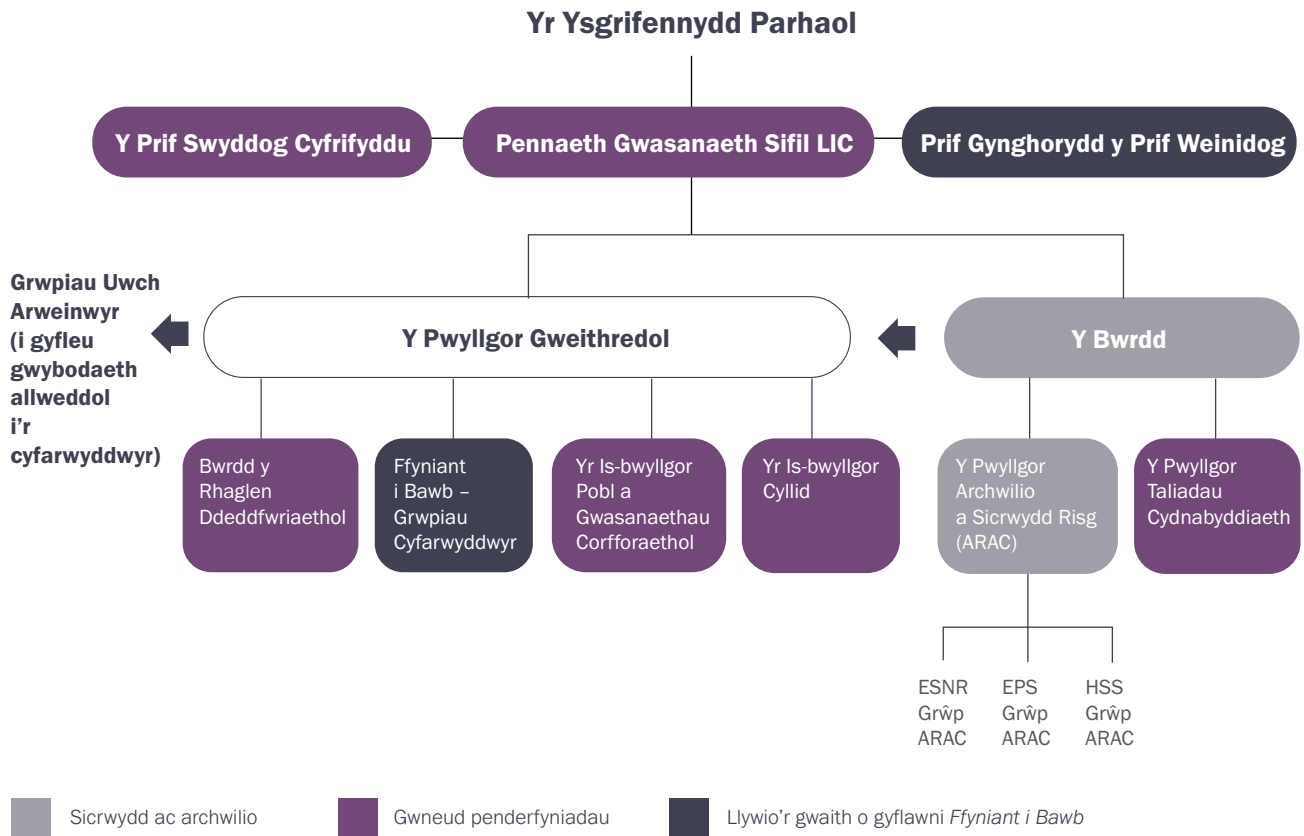 Yr Ysgrifennydd Parhaol
Y Prif Swyddog Cyfrifyddu
Pennaeth Gwasanaeth Sifil LlC
Prif Gynghorydd y Prif Weinidog
Grwpiau Uwch
Arweinwyr
(i gyfleu
gwybodaeth
allweddol
i'r
cyfarwyddwyr)
Y Pwyllgor Gweithredol
Y Bwrdd
Bwrdd y
Rhaglen
Ddeddfwriaethol
Ffyniant
i Bawb –
Grwpiau
Cyfarwyddwyr
Yr Is-bwyllgor
Pobl a
Gwasanaethau
Corfforaethol
Yr Is-bwyllgor
Cyllid
Y Pwyllgor
Archwilio
a Sicrwydd Risg
(ARAC)
Y Pwyllgor
Taliadau
Cydnabyddiaeth
ESNR
Grŵp
ARAC
EPS
Grŵp
ARAC
HSS
Grŵp
ARAC
Sicrwydd ac archwilio
Gwneud penderfyniadau
Llywio'r gwaith o gyflawni Ffyniant i Bawb